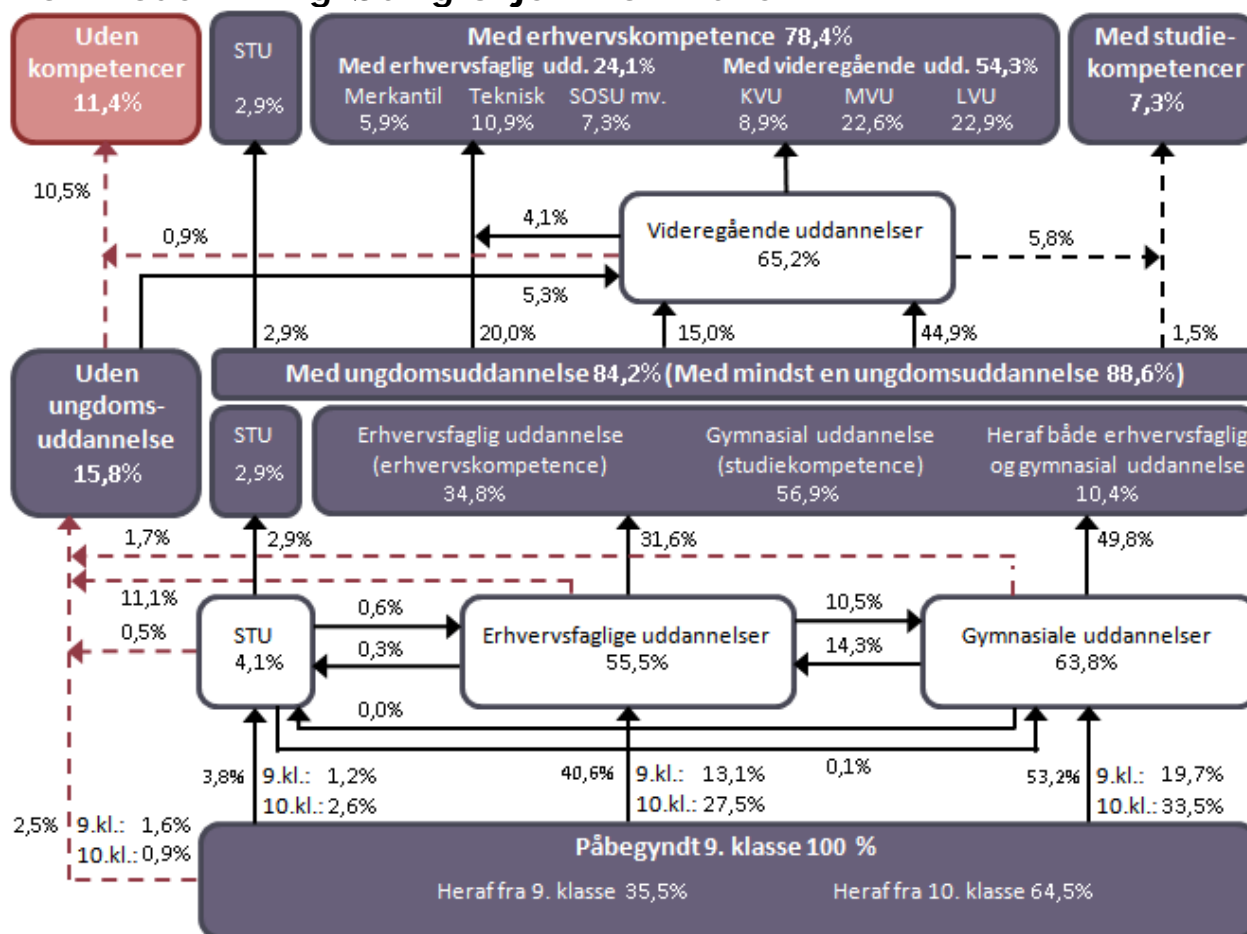 Uden
kompetencer
11,4%
STU
2,9%
Med erhvervskompetence 78,4%
Med erhvervsfaglig udd. 24,1%
Med videregående udd. 54,3%
Merkantil Teknisk SOSU mv.
5,9% 10,9% 7,3%
KVU MVU LVU
8,9% 22,6% 22,9%
Med studie-
kompetencer
7,3%
10,5%
0,9%
4,1%
Videregående uddannelser
65,2%
5,8%
5,3%
2,9%
20,0%
15,0%
44,9%
1,5%
Uden
ungdoms-
uddannelse
15,8%
Med ungdomsuddannelse 84,2% (Med mindst en ungdomsuddannelse 88,6%)
STU
2,9%
Erhvervsfaglig uddannelse
(erhvervskompetence)
34,8%
Gymnasial uddannelse
(studiekompetence)
56,9%
Heraf både erhvervsfaglig
og gymnasial uddannelse
10,4%
1,7%
2,9%
31,6%
49,8%
11,1%
0,5%
STU
4,1%
0,6%
0,3%
Erhvervsfaglige uddannelser
55,5%
10,5%
14,3%
Gymnasiale uddannelser
63,8%
0,0%
0,1%
3,8%
9.kl.: 1,2%
10.kl.: 2,6%
40,6%
9.kl.: 13,1%
10.kl.: 27,5%
53,2%
9.kl.: 19,7%
10.kl.: 33,5%
2,5%
9.kl.: 1,6%
10.kl.: 0,9%
Påbegyndt 9. klasse 100 %
Heraf fra 9. klasse 35,5%
Heraf fra 10. klasse 64,5%